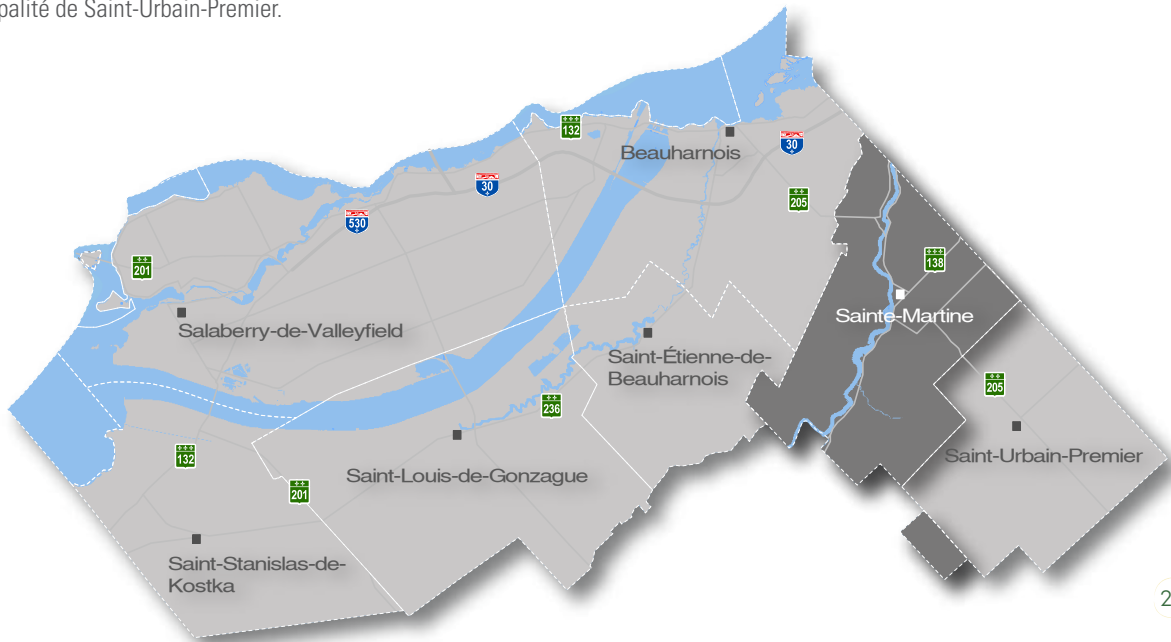 palité de Saint-Urbain-Premier.
132
Beauharnois
30
30
205
530
201
138
Sainte-Martine
Salaberry-de-Valleyfield
Saint-Étienne-de-
Beauharnois
205
236
132
Saint-Louis-de-Gonzague
Saint-Urbain-Premier
201
Saint-Stanislas-de-
Kostka
2